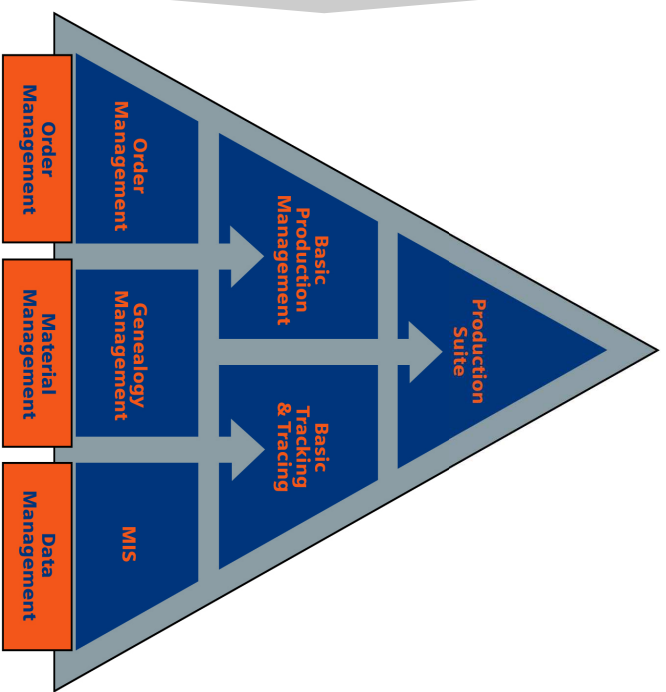 Production
Suite
Basic
Production
Management
Basic
Tracking
& Tracing
Order
Management
Genealogy
Management
MIS
Order
Management
Material
Management
Data
Management